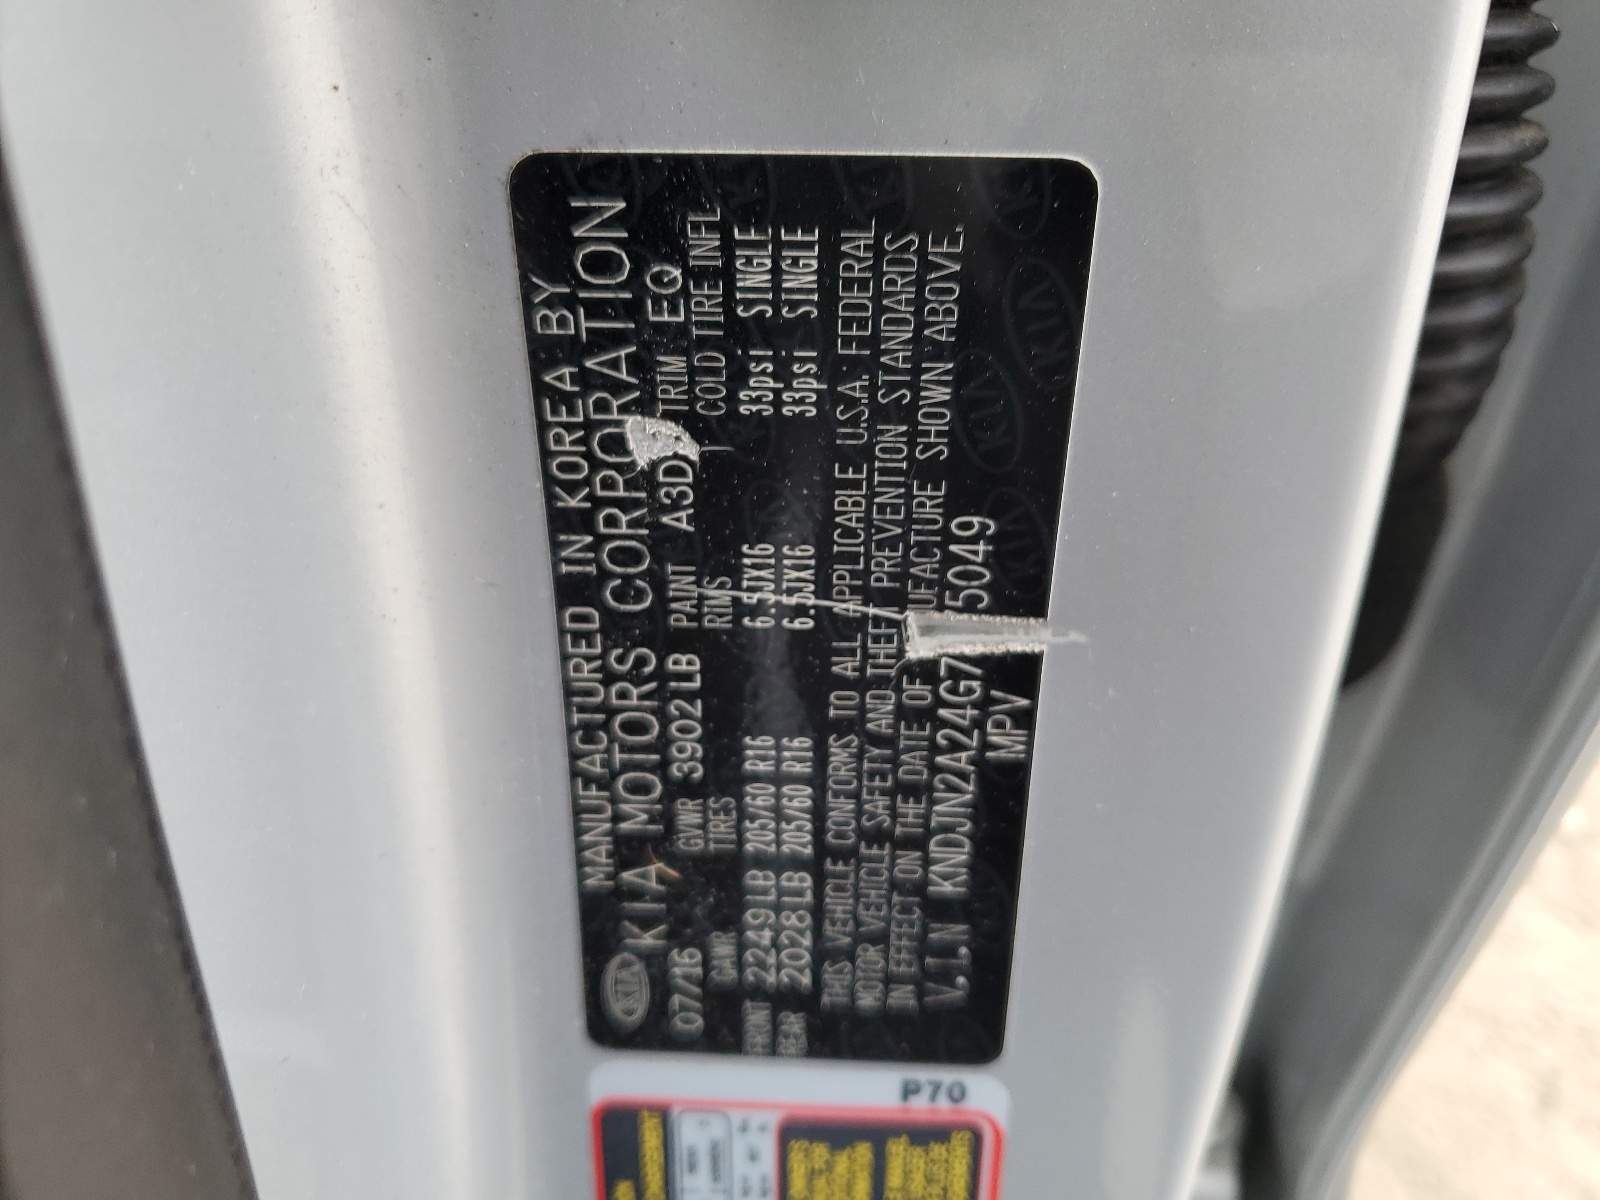 MANUFACTURED IN KOREA BY
KIA KIA MOTORS CORPORATION
07/16 GVWR 3902LB PAINT A3D TRIM EQ
GAWR TIRES RIMS COLD TIRE INFL
FRONT 2249LB 205/60 R16 6.5JX16 33psi SINGLE
REAR 2028LB 205/60 R16 6.5JX16 33psi SINGLE
THIS VEHICLE CONFORMS TO ALL APPLICABLE U.S.A. FEDERAL
MOTOR VEHICLE SAFETY AND THEFT PREVENTION STANDARDS
IN EFFECT ON THE DATE OF UFACTURE SHOWN ABOVE.
V.I.N KNDJN2A24G7 5049
MPV
P70